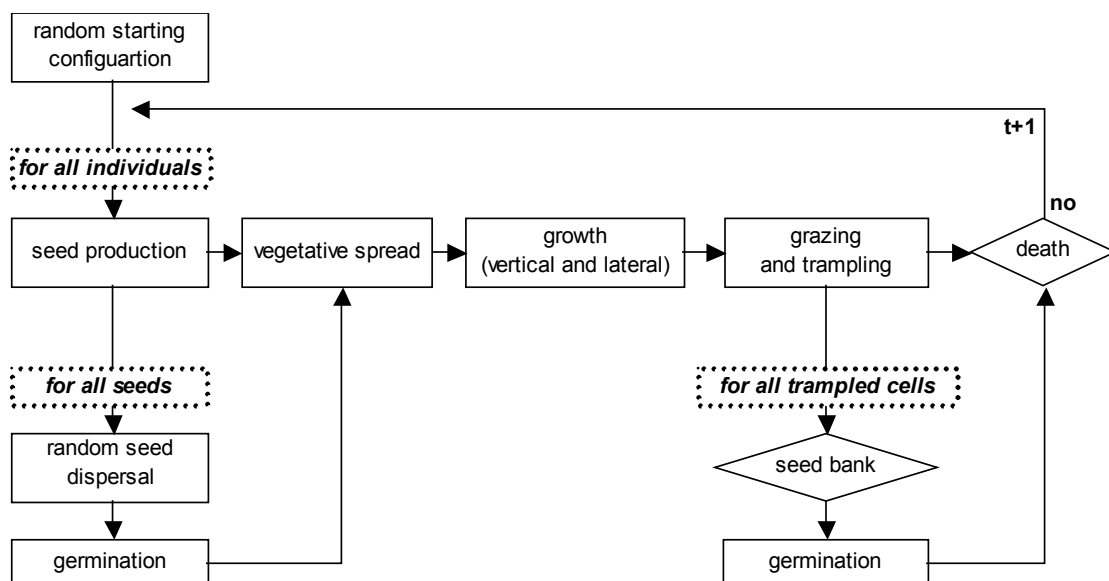 random starting
configuartion
t+1
for all individuals
no
seed production
vegetative spread
growth
(vertical and lateral)
grazing
and trampling
death
for all seeds
for all trampled cells
random seed
dispersal
seed bank
germination
germination